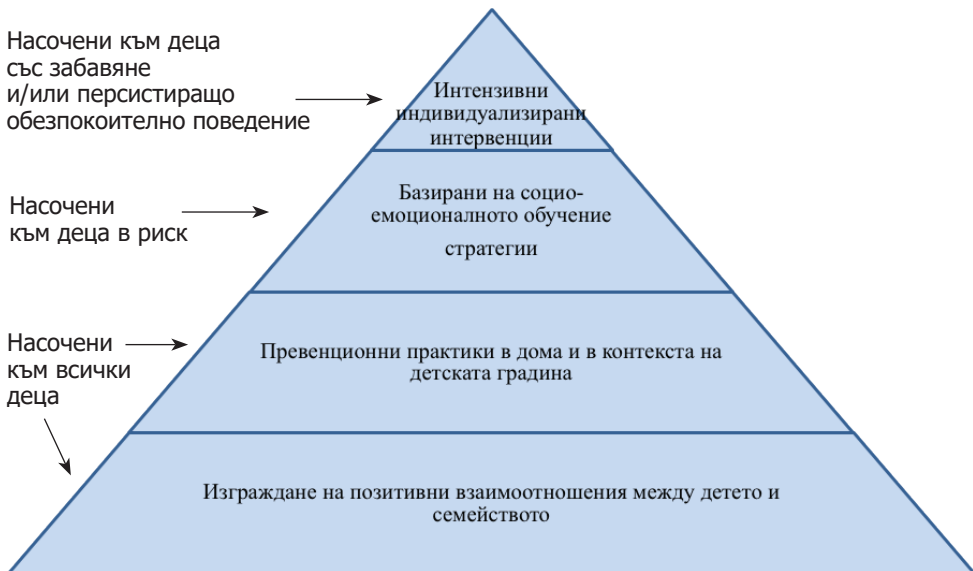 Насочени към деца
със забавяне
и/или персистиращо
обезпокоително поведение
Интензивни
индивидуализирани
интервенции
Насочени
към деца в риск
Базирани на социо-
емоционалното обучение
стратегии
Насочени
към всички
деца
Превенционни практики в дома и в контекста на
детската градина
Изграждане на позитивни взаимоотношения между детето и
семейството